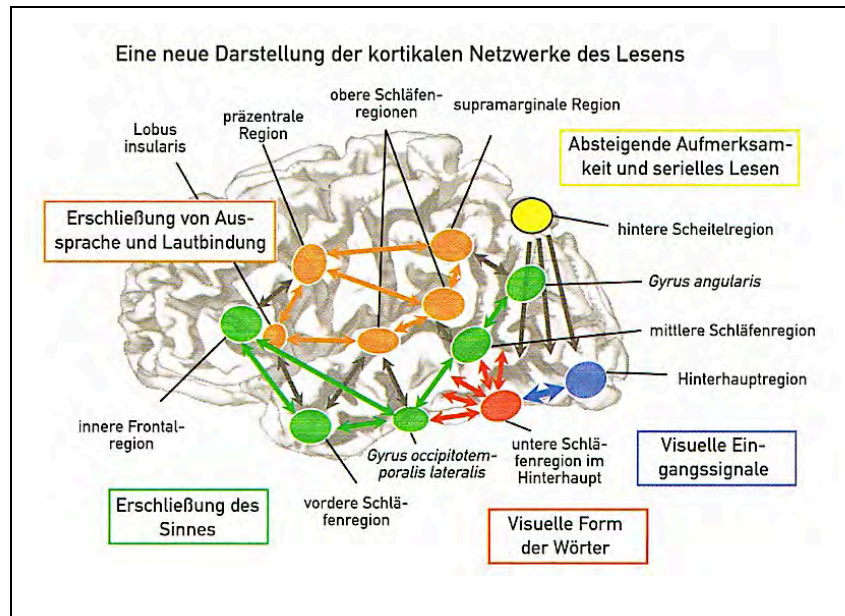 Eine neue Darstellung der kortikalen Netzwerke des Lesens
obere Schläfen-
regionen
supramarginale Region
präzentrale
Region
Lobus
insularis
Absteigende Aufmerksam-
keit und serielles Lesen
Erschließung von Aus-
sprache und Lautbindung
hintere Scheitelregion
Gyrus angularis
mittlere Schläfenregion
Hinterhauptregion
innere Frontal-
region
Gyrus occipitotem-
poralis lateralis
untere Schlä-
fenregion im
Hinterhaupt
Visuelle Ein-
gangssignale
Erschließung des
Sinnes
vordere Schlä-
fenregion
Visuelle Form
der Wörter